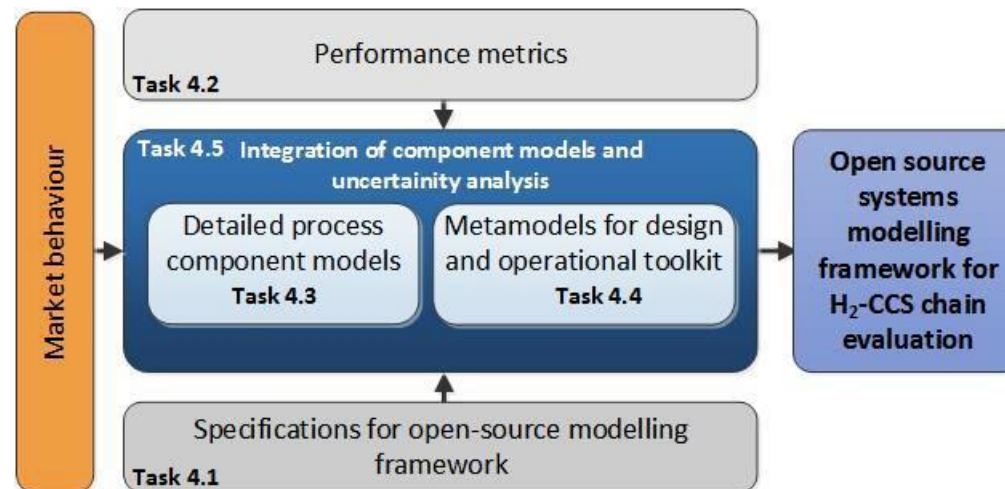 Market behaviour
Performance metrics
Task 4.2
Task 4.5 Integration of component models and
uncertainity analysis
Detailed process
component models
Task 4.3
Metamodels for design
and operational toolkit
Task 4.4
Specifications for open-source modelling
framework
Task 4.1
Open source
systems
modelling
framework for
H₂-CCS chain
evaluation